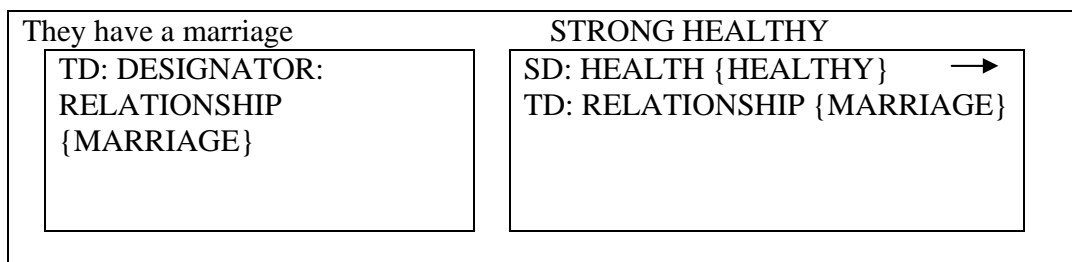 They have a marriage STRONG HEALTHY
TD: DESIGNATOR:
RELATIONSHIP
{MARRIAGE}
SD: HEALTH {HEALTHY} →
TD: RELATIONSHIP {MARRIAGE}